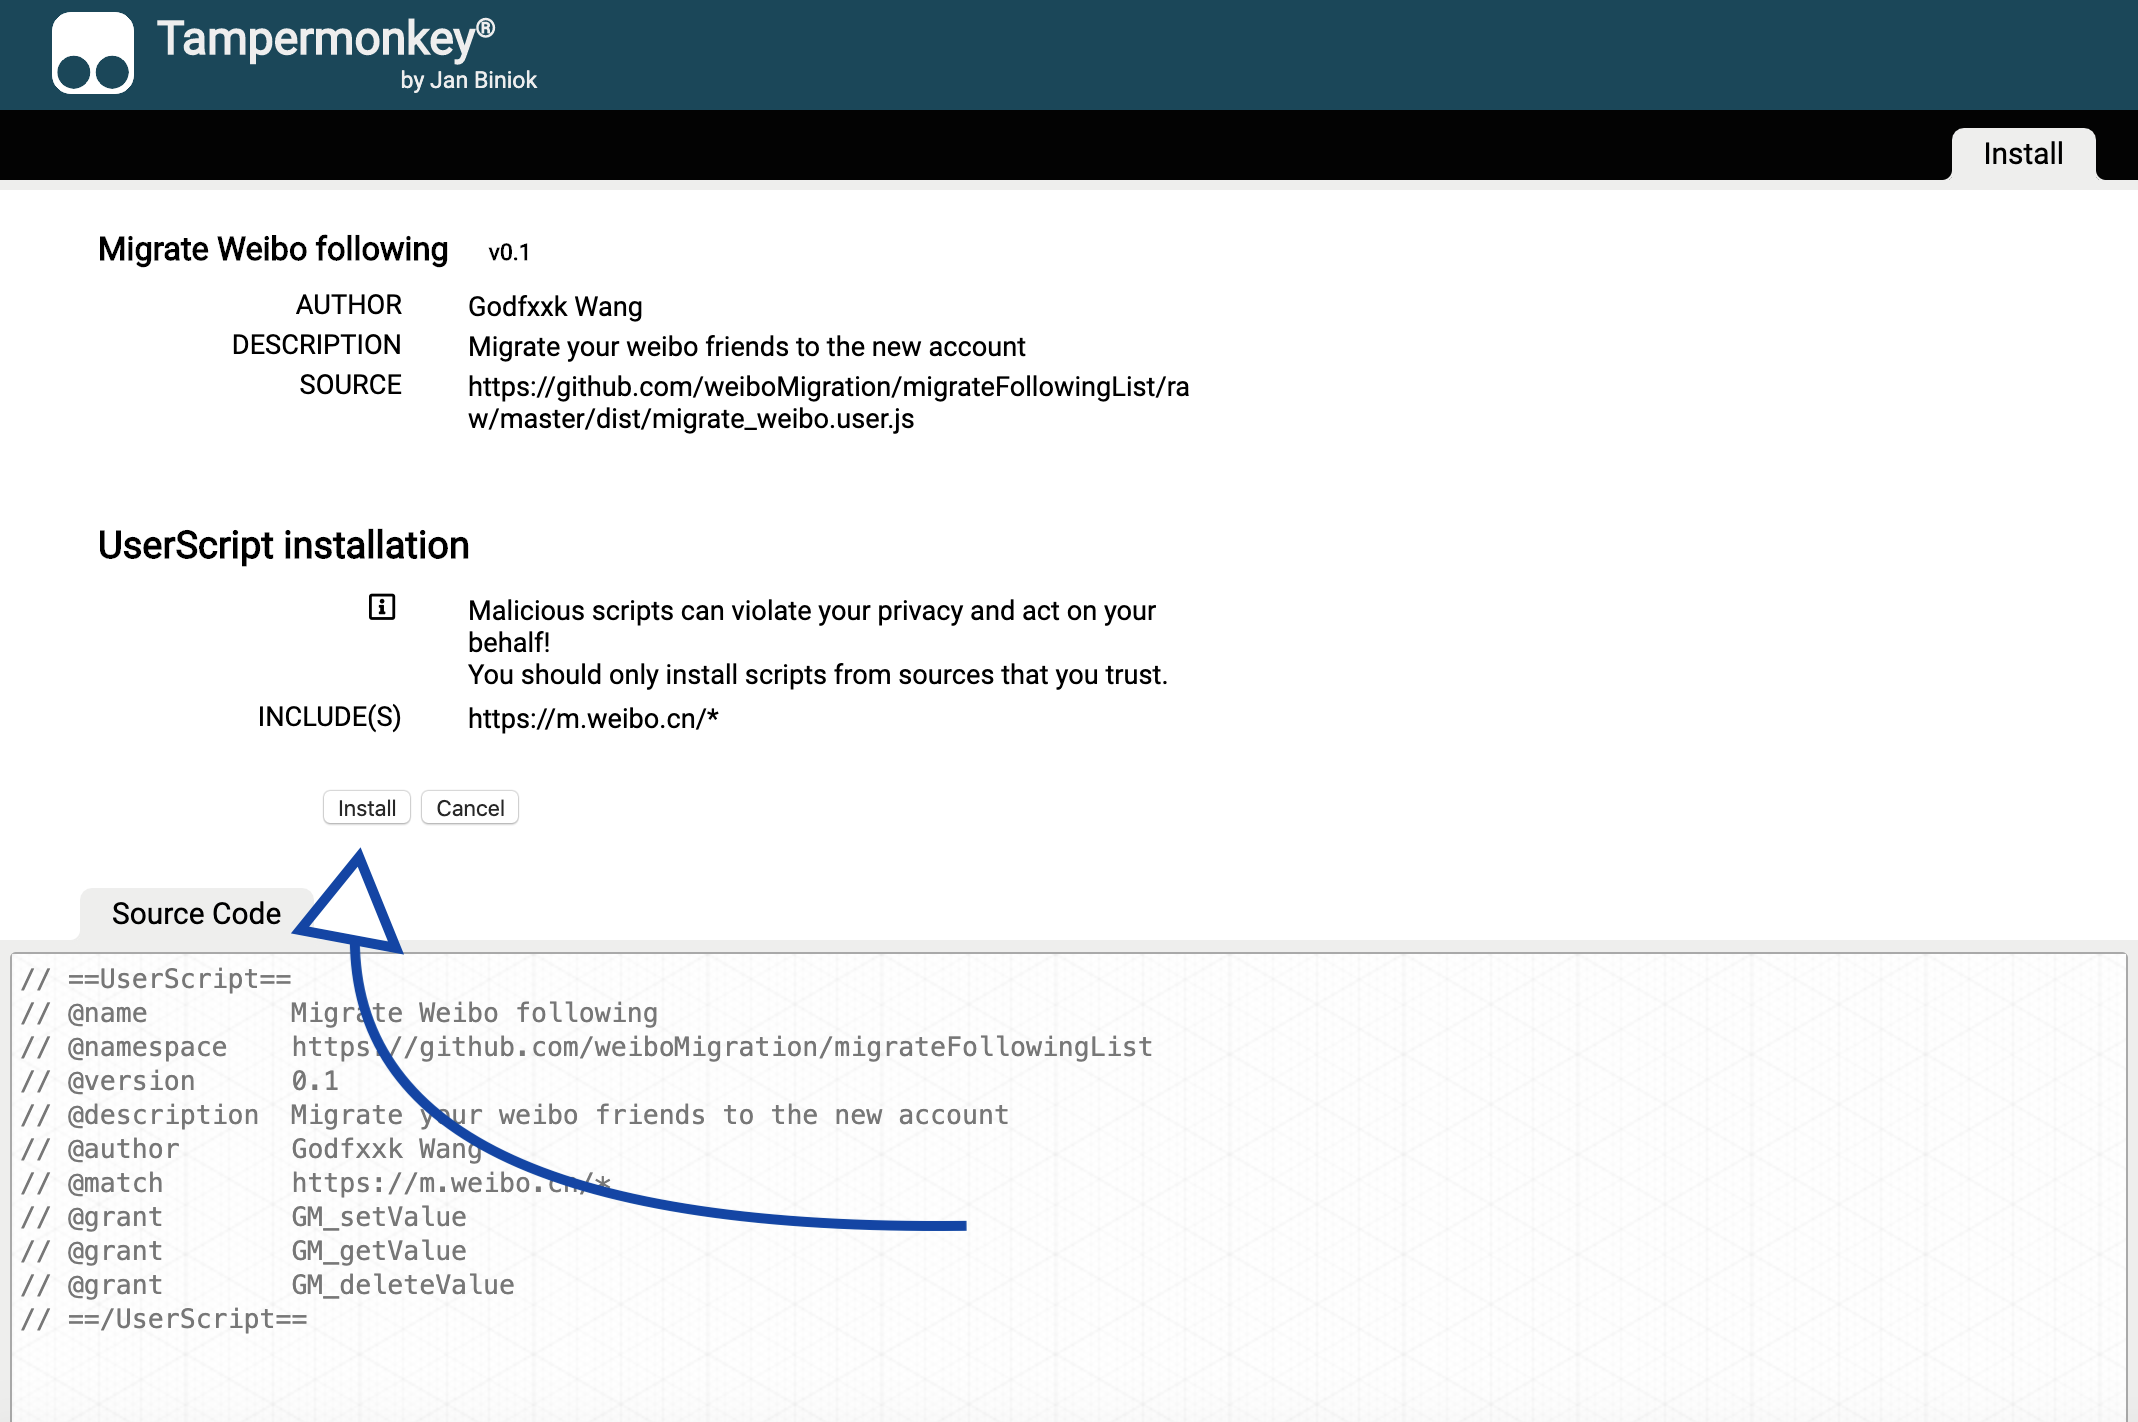 Tampermonkey®
by Jan Biniok
Install
Migrate Weibo following v0.1
AUTHOR Godfxxk Wang
DESCRIPTION Migrate your weibo friends to the new account
SOURCE https://github.com/weiboMigration/migrateFollowingList/ra
w/master/dist/migrate_weibo.user.js
UserScript installation
Malicious scripts can violate your privacy and act on your
behalf!
You should only install scripts from sources that you trust.
INCLUDE(S) https://m.weibo.cn/*
Install Cancel
Source Code
// ==UserScript==
// @name Migrate Weibo following
// @namespace https://github.com/weiboMigration/migrateFollowingList
// @version 0.1
// @description Migrate your weibo friends to the new account
// @author Godfxxk Wang
// @match https://m.weibo.cn/*
// @grant GM_setValue
// @grant GM_getValue
// @grant GM_deleteValue
// ==/UserScript==